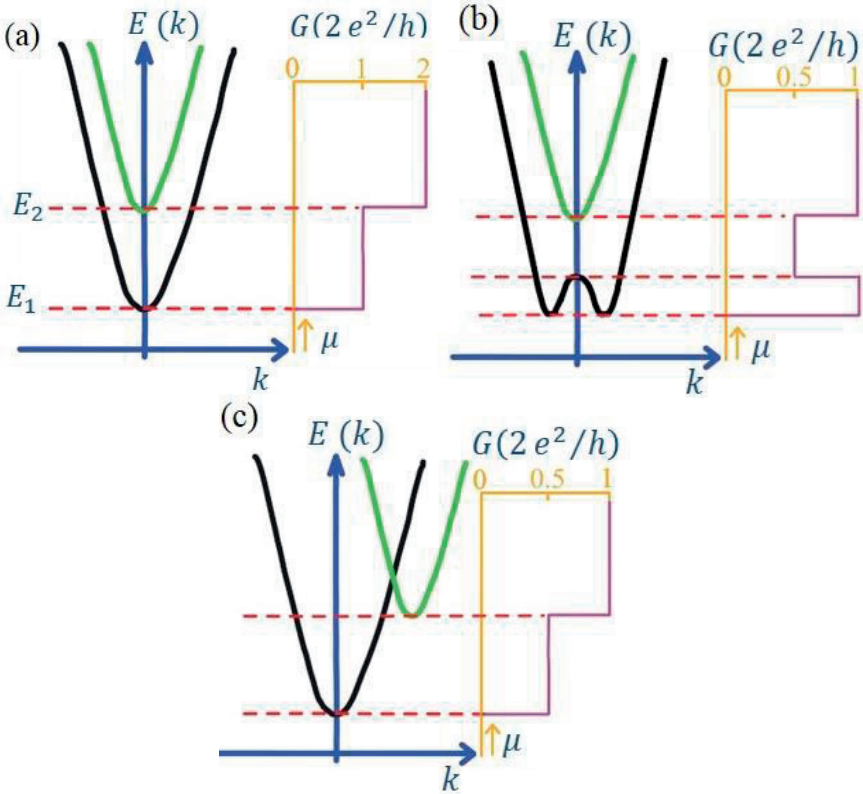 (a)
E (k)
G(2 e²/h)
0 1 2
E₂
E₁
μ
k
(b)
E (k)
G(2 e²/h)
0 0.5 1
μ
k
(c)
E (k)
G(2 e²/h)
0 0.5 1
μ
k